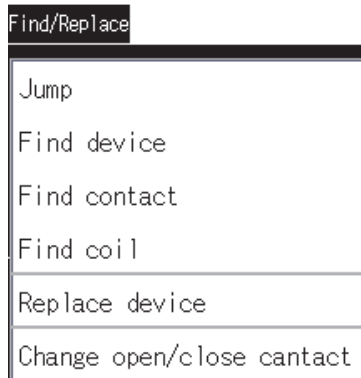 Find/Replace
Jump
Find device
Find contact
Find coil
Replace device
Change open/close cantact